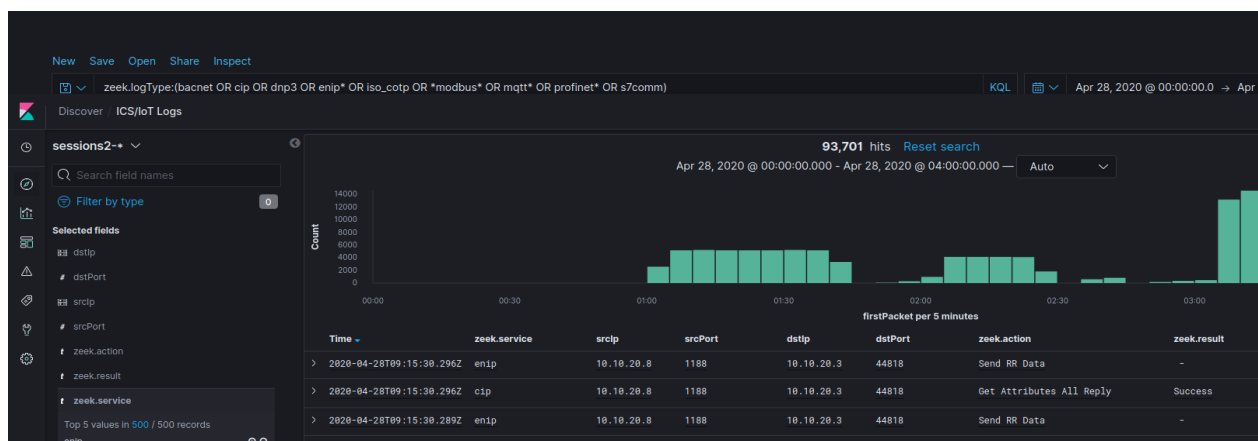 New Save Open Share Inspect
zeek.logType:(bacnet OR cip OR dnp3 OR enip* OR iso_cotp OR *modbus* OR mqtt* OR profinet* OR s7comm) KQL Apr 28, 2020 @ 00:00:00.0 → Apr
Discover / ICS/IoT Logs
sessions2-*
93,701 hits Reset search
Search field names
Apr 28, 2020 @ 00:00:00.000 - Apr 28, 2020 @ 04:00:00.000 — Auto
Filter by type 0
Selected fields
dstIp
# dstPort
srcIp
# srcPort
t zeek.action
t zeek.result
t zeek.service
Top 5 values in 500 / 500 records
enip
Count
14000
12000
10000
8000
6000
4000
2000
0
00:00 00:30 01:00 01:30 02:00 02:30 03:00
firstPacket per 5 minutes
Time zeek.service srcIp srcPort dstIp dstPort zeek.action zeek.result
> 2020-04-28T09:15:30.296Z enip 10.10.20.8 1188 10.10.20.3 44818 Send RR Data -
> 2020-04-28T09:15:30.296Z cip 10.10.20.8 1188 10.10.20.3 44818 Get Attributes All Reply Success
> 2020-04-28T09:15:30.289Z enip 10.10.20.8 1188 10.10.20.3 44818 Send RR Data -